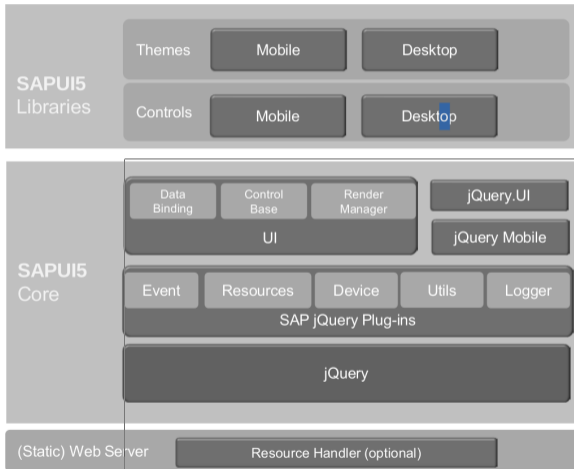 SAPUI5
Libraries
Themes
Mobile
Desktop
Controls
Mobile
Desktop
SAPUI5
Core
Data
Binding
Control
Base
Render
Manager
UI
jQuery.UI
jQuery Mobile
Event
Resources
Device
Utils
Logger
SAP jQuery Plug-ins
jQuery
(Static) Web Server
Resource Handler (optional)